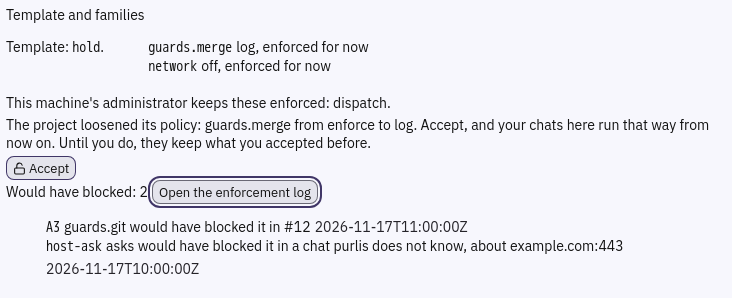 Template and families
Template: hold. guards.merge log, enforced for now
network off, enforced for now
This machine's administrator keeps these enforced: dispatch.
The project loosened its policy: guards.merge from enforce to log. Accept, and your chats here run that way from
now on. Until you do, they keep what you accepted before.
Accept
Would have blocked: 2 Open the enforcement log
A3 guards.git would have blocked it in #12 2026-11-17T11:00:00Z
host-ask asks would have blocked it in a chat purlis does not know, about example.com:443
2026-11-17T10:00:00Z